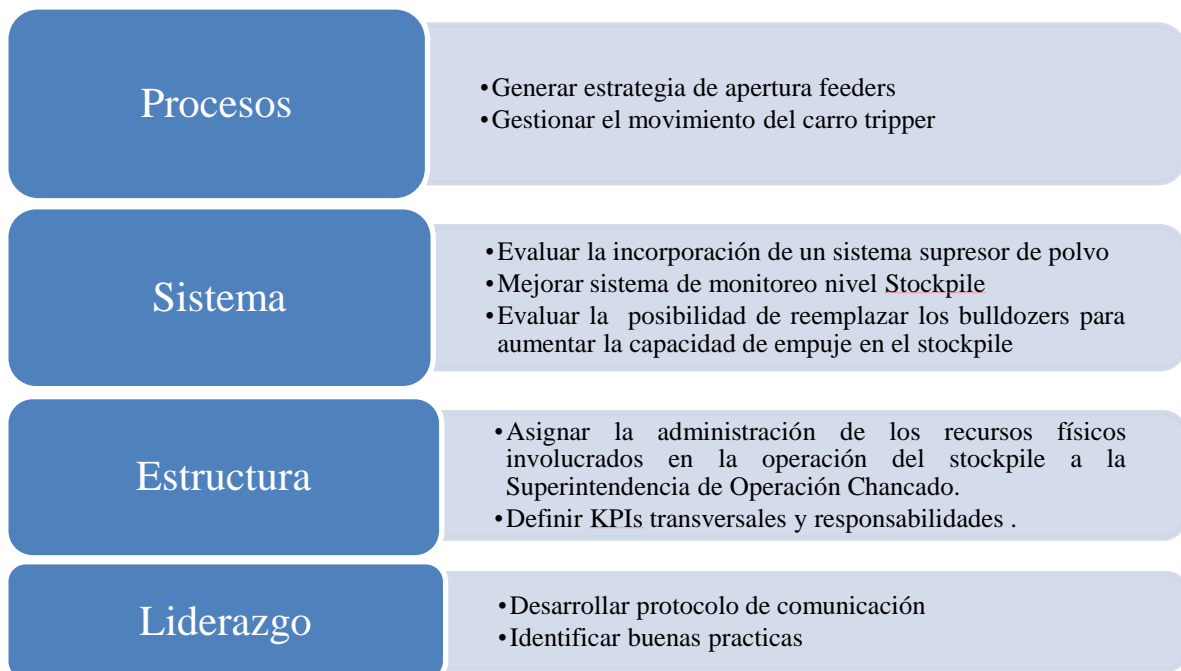 Procesos
•Generar estrategia de apertura feeders
•Gestionar el movimiento del carro tripper
Sistema
•Evaluar la incorporación de un sistema supresor de polvo
•Mejorar sistema de monitoreo nivel Stockpile
•Evaluar la posibilidad de reemplazar los bulldozers para
aumentar la capacidad de empuje en el stockpile
Estructura
•Asignar la administración de los recursos físicos
involucrados en la operación del stockpile a la
Superintendencia de Operación Chancado.
•Definir KPIs transversales y responsabilidades .
Liderazgo
•Desarrollar protocolo de comunicación
•Identificar buenas practicas